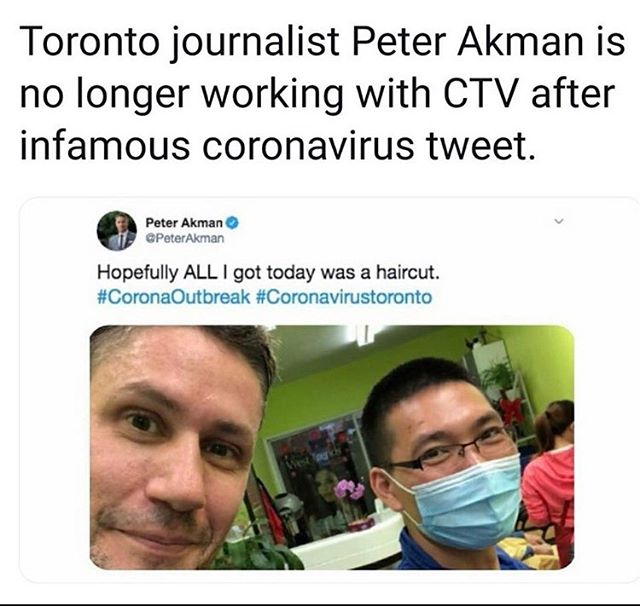 Toronto journalist Peter Akman is
no longer working with CTV after
infamous coronavirus tweet.
Peter Akman
@PeterAkman
Hopefully ALL I got today was a haircut.
#CoronaOutbreak #Coronavirustoronto